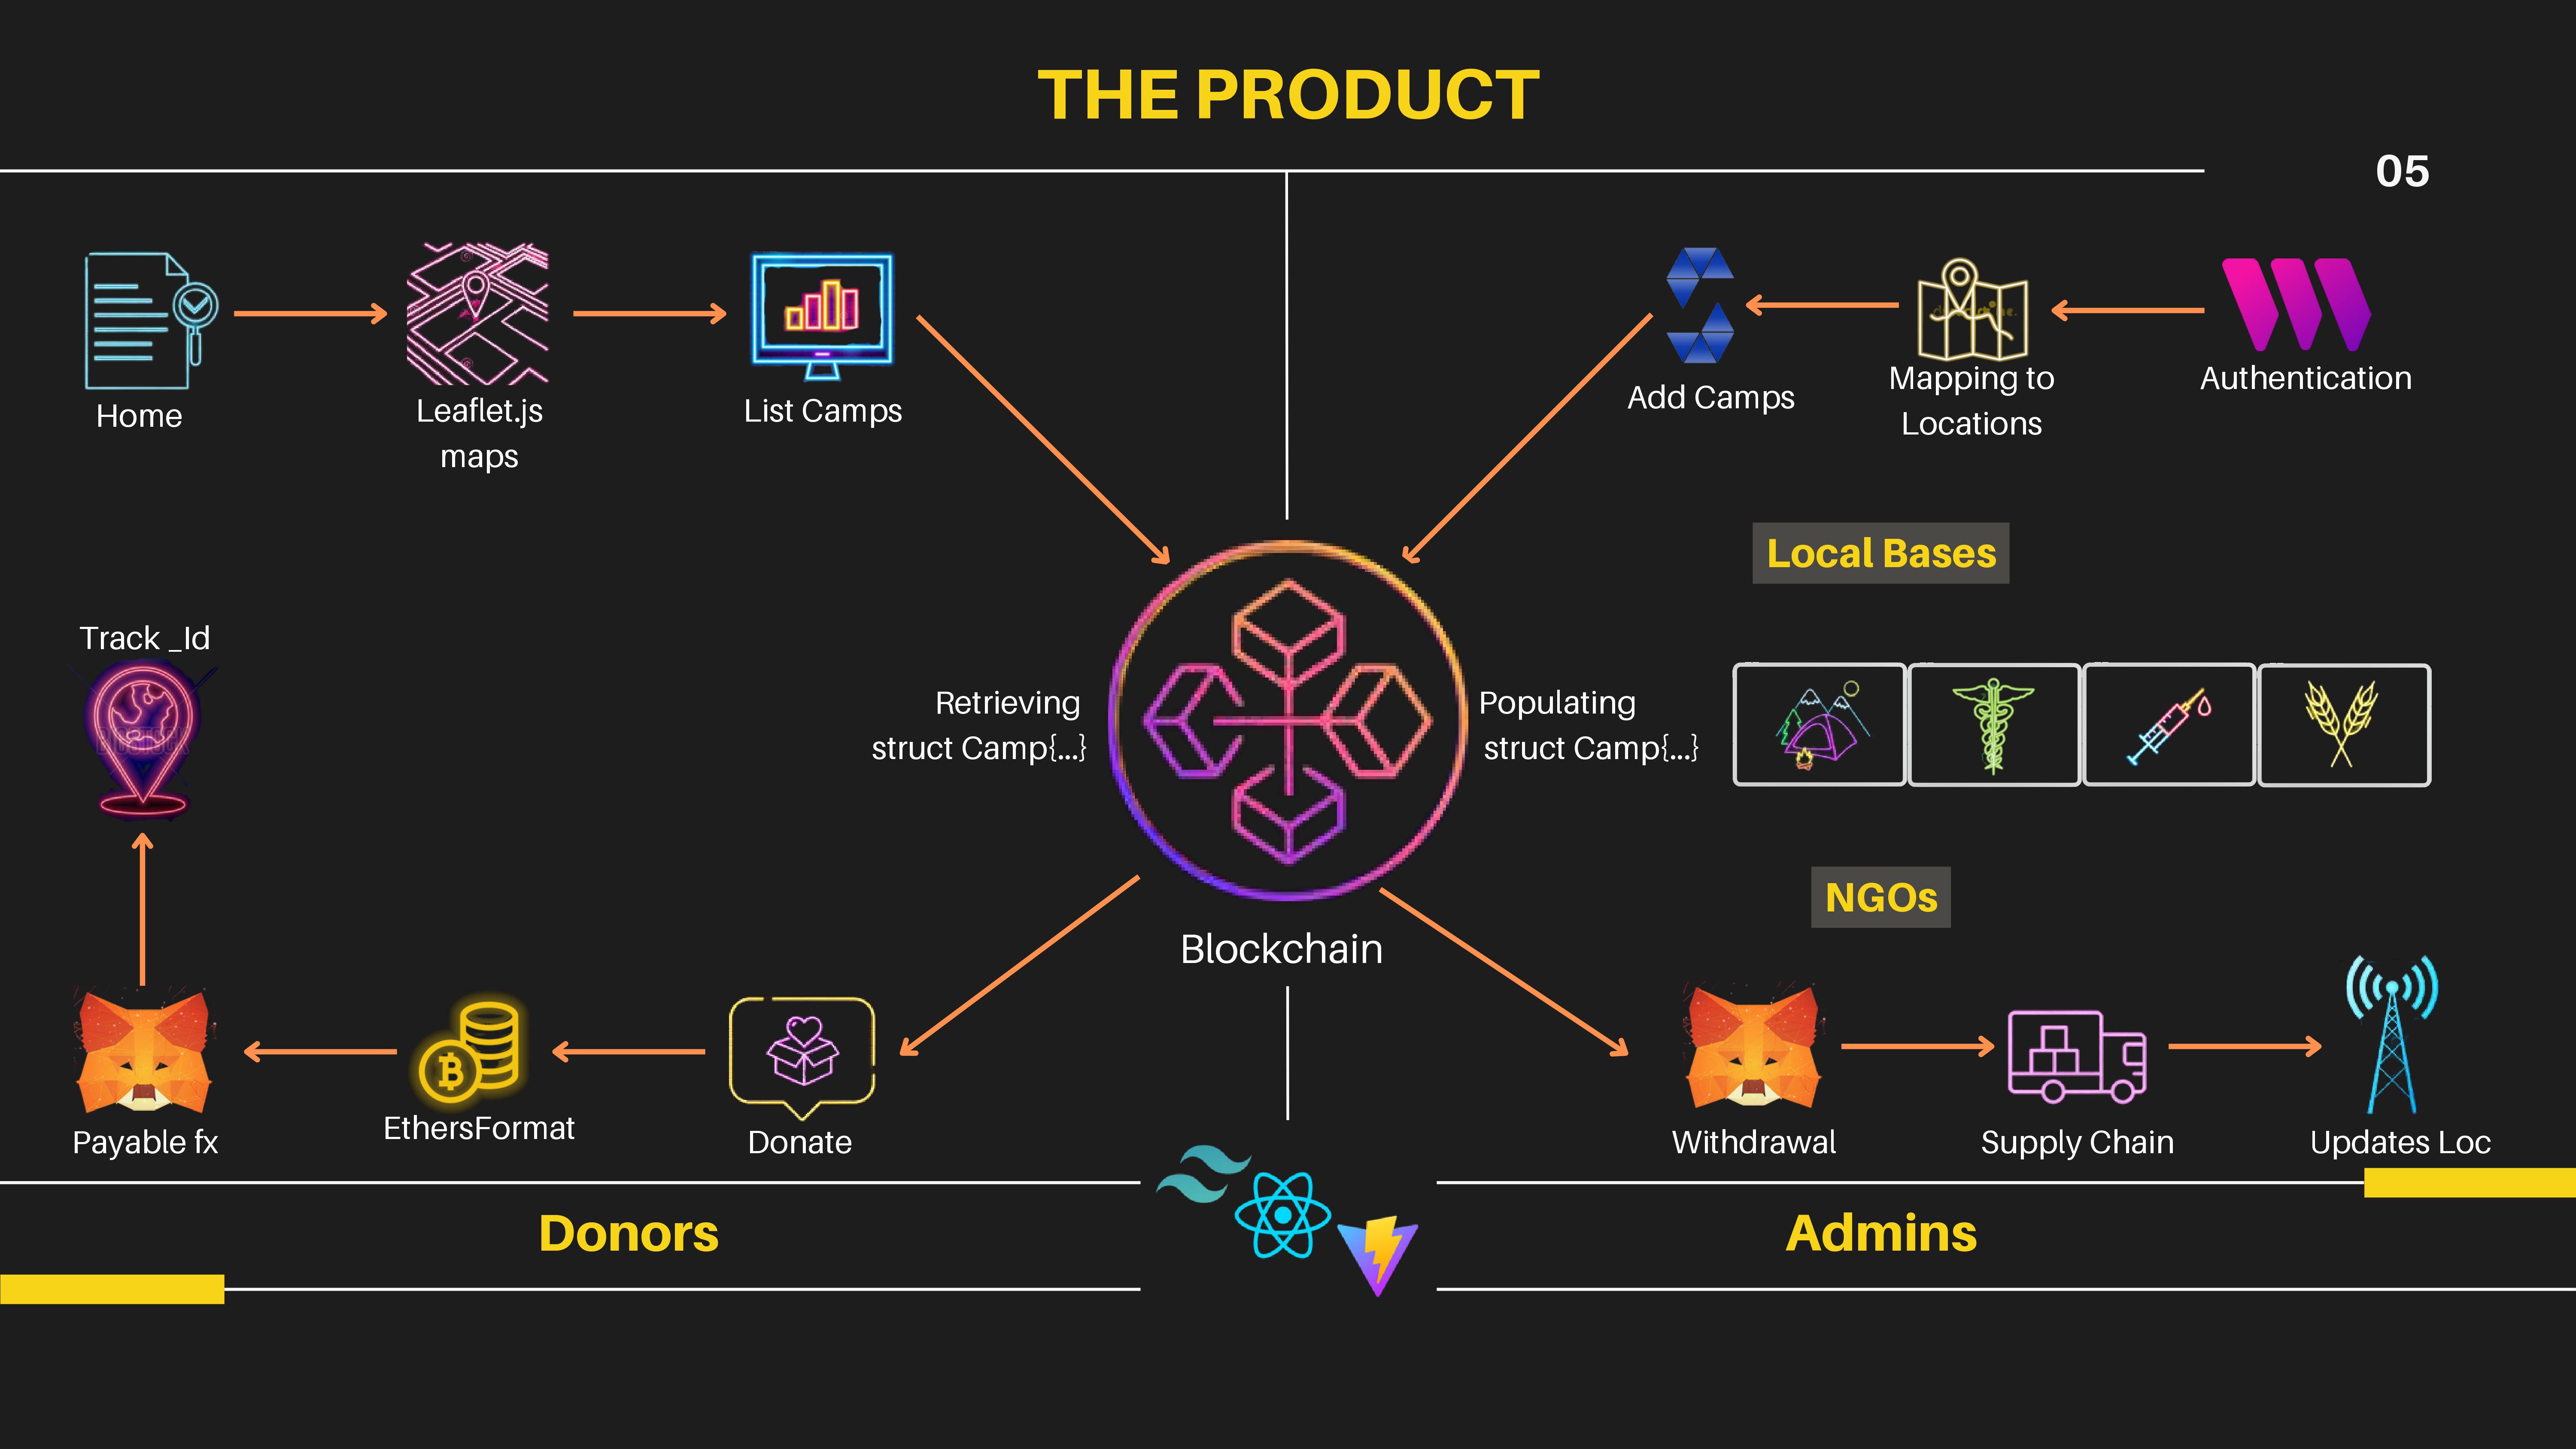 THE PRODUCT
05
Home
Leaflet.js
maps
List Camps
Add Camps
Mapping to
Locations
Authentication
Local Bases
Track _Id
Retrieving
struct Camp{...}
Populating
struct Camp{...}
NGOs
Blockchain
Payable fx
EthersFormat
Donate
Withdrawal
Supply Chain
Updates Loc
Donors
Admins